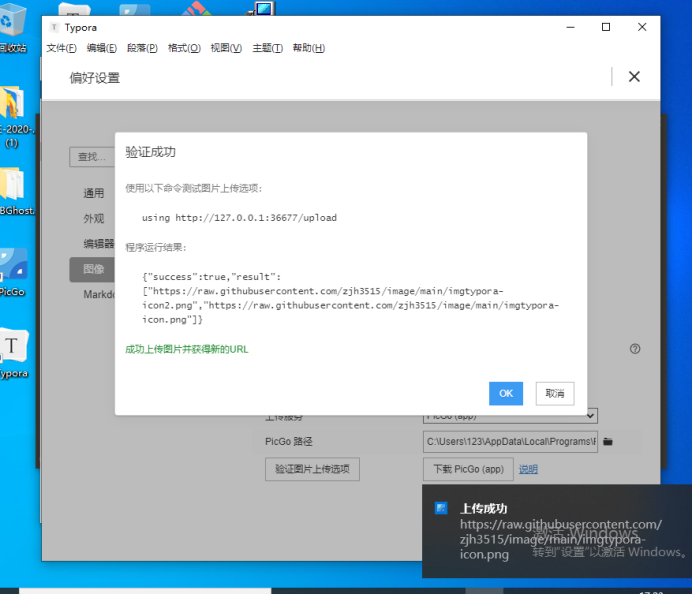 Typora
文件(F) 编辑(E) 段落(P) 格式(O) 视图(V) 主题(T) 帮助(H)
偏好设置
回收站
验证成功
查找...
使用以下命令测试图片上传选项:
通用
using http://127.0.0.1:36677/upload
外观
编辑器
程序运行结果:
图像
{"success":true,"result":
["https://raw.githubusercontent.com/zjh3515/image/main/imgtypora-
icon2.png","https://raw.githubusercontent.com/zjh3515/image/main/imgtypora-
icon.png"]}
PicGo
成功上传图片并获得新的URL
OK 取消
上传服务 PicGo (app)
PicGo 路径 C:\Users\123\AppData\Local\Programs\
验证图片上传选项 下载 PicGo (app) 说明
上传成功
https://raw.githubusercontent.com/
zjh3515/image/main/imgtypora-
icon.png
激活 Windows
转到"设置"以激活 Windows。